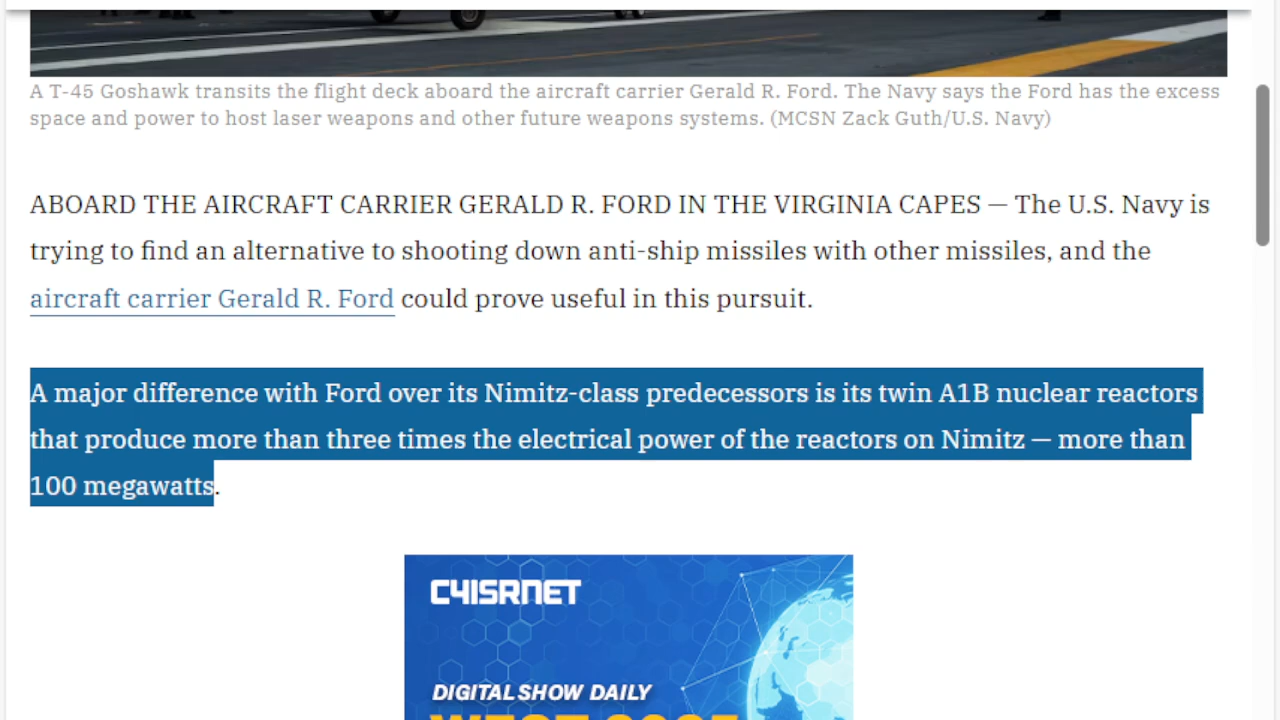 A T-45 Goshawk transits the flight deck aboard the aircraft carrier Gerald R. Ford. The Navy says the Ford has the excess
space and power to host laser weapons and other future weapons systems. (MCSN Zack Guth/U.S. Navy)
ABOARD THE AIRCRAFT CARRIER GERALD R. FORD IN THE VIRGINIA CAPES — The U.S. Navy is
trying to find an alternative to shooting down anti-ship missiles with other missiles, and the
aircraft carrier Gerald R. Ford could prove useful in this pursuit.
A major difference with Ford over its Nimitz-class predecessors is its twin A1B nuclear reactors
that produce more than three times the electrical power of the reactors on Nimitz — more than
100 megawatts.
C4ISRNET
DIGITAL SHOW DAILY